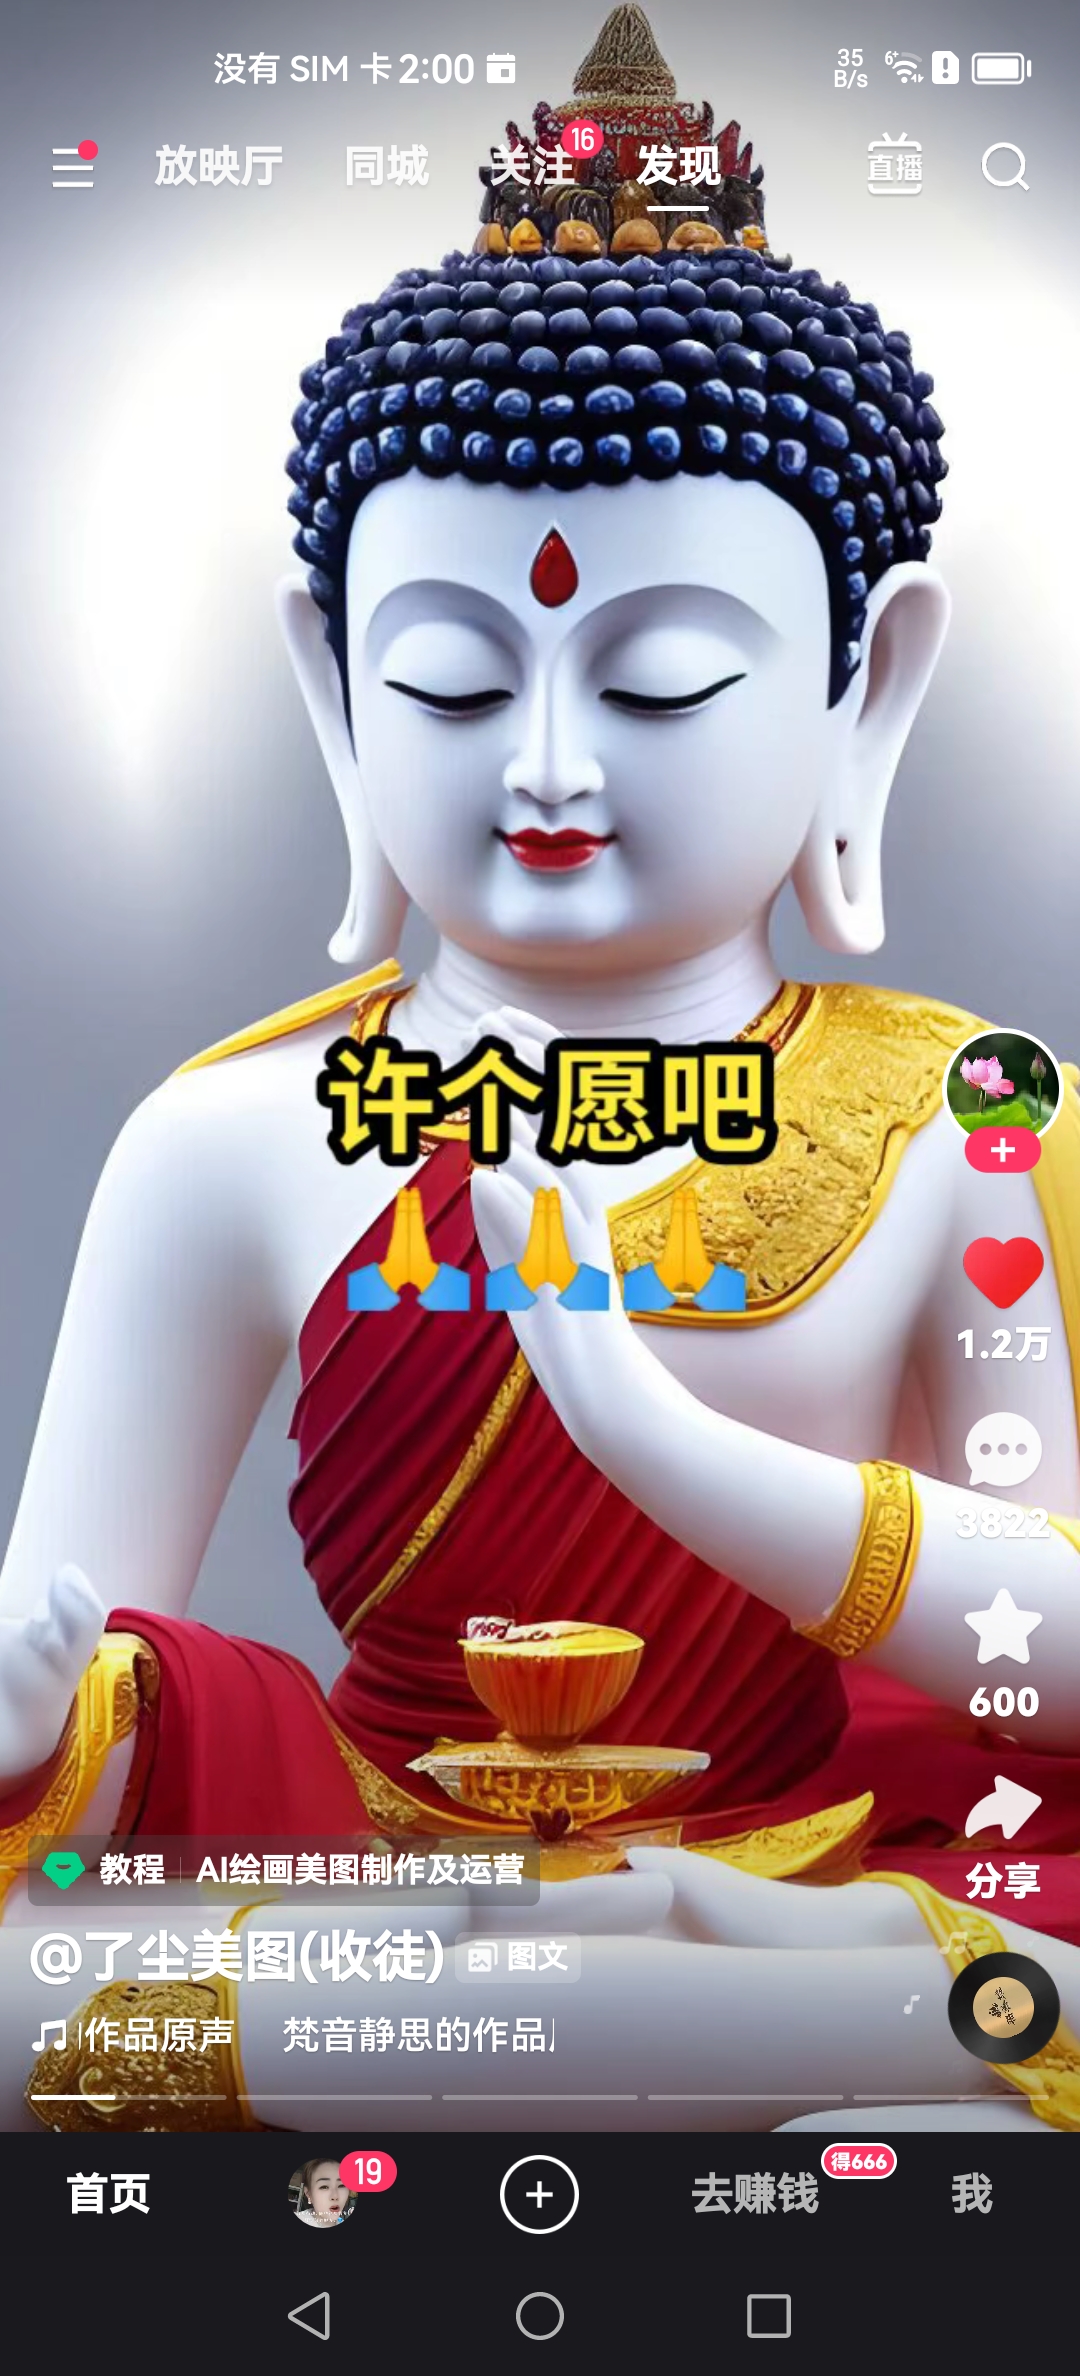 没有 SIM 卡 2:00
35 B/s
放映厅 同城 关注 16 发现 直播
许个愿吧
🙏🙏🙏
1.2万
3822
600
分享
教程 | AI绘画美图制作及运营
@了尘美图(收徒) 图文
作品原声 梵音静思的作品
首页 19 去赚钱 得666 我